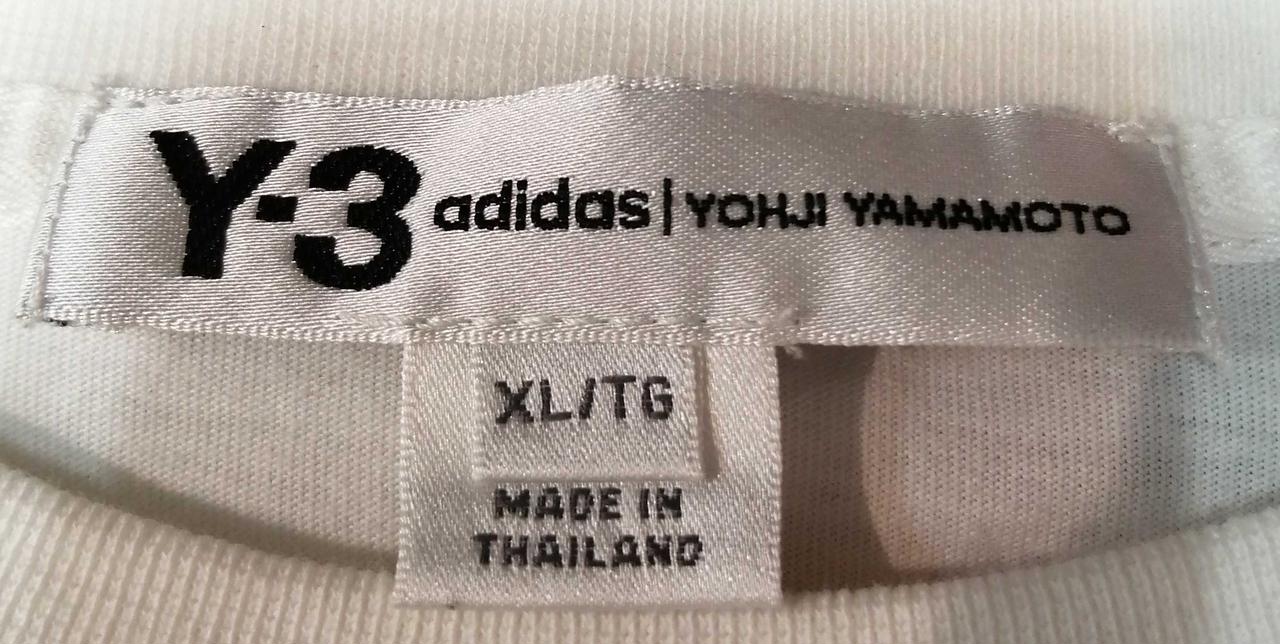 Y-3 adidas | YOHJI YAMAMOTO
XL/TG
MADE IN
THAILAND